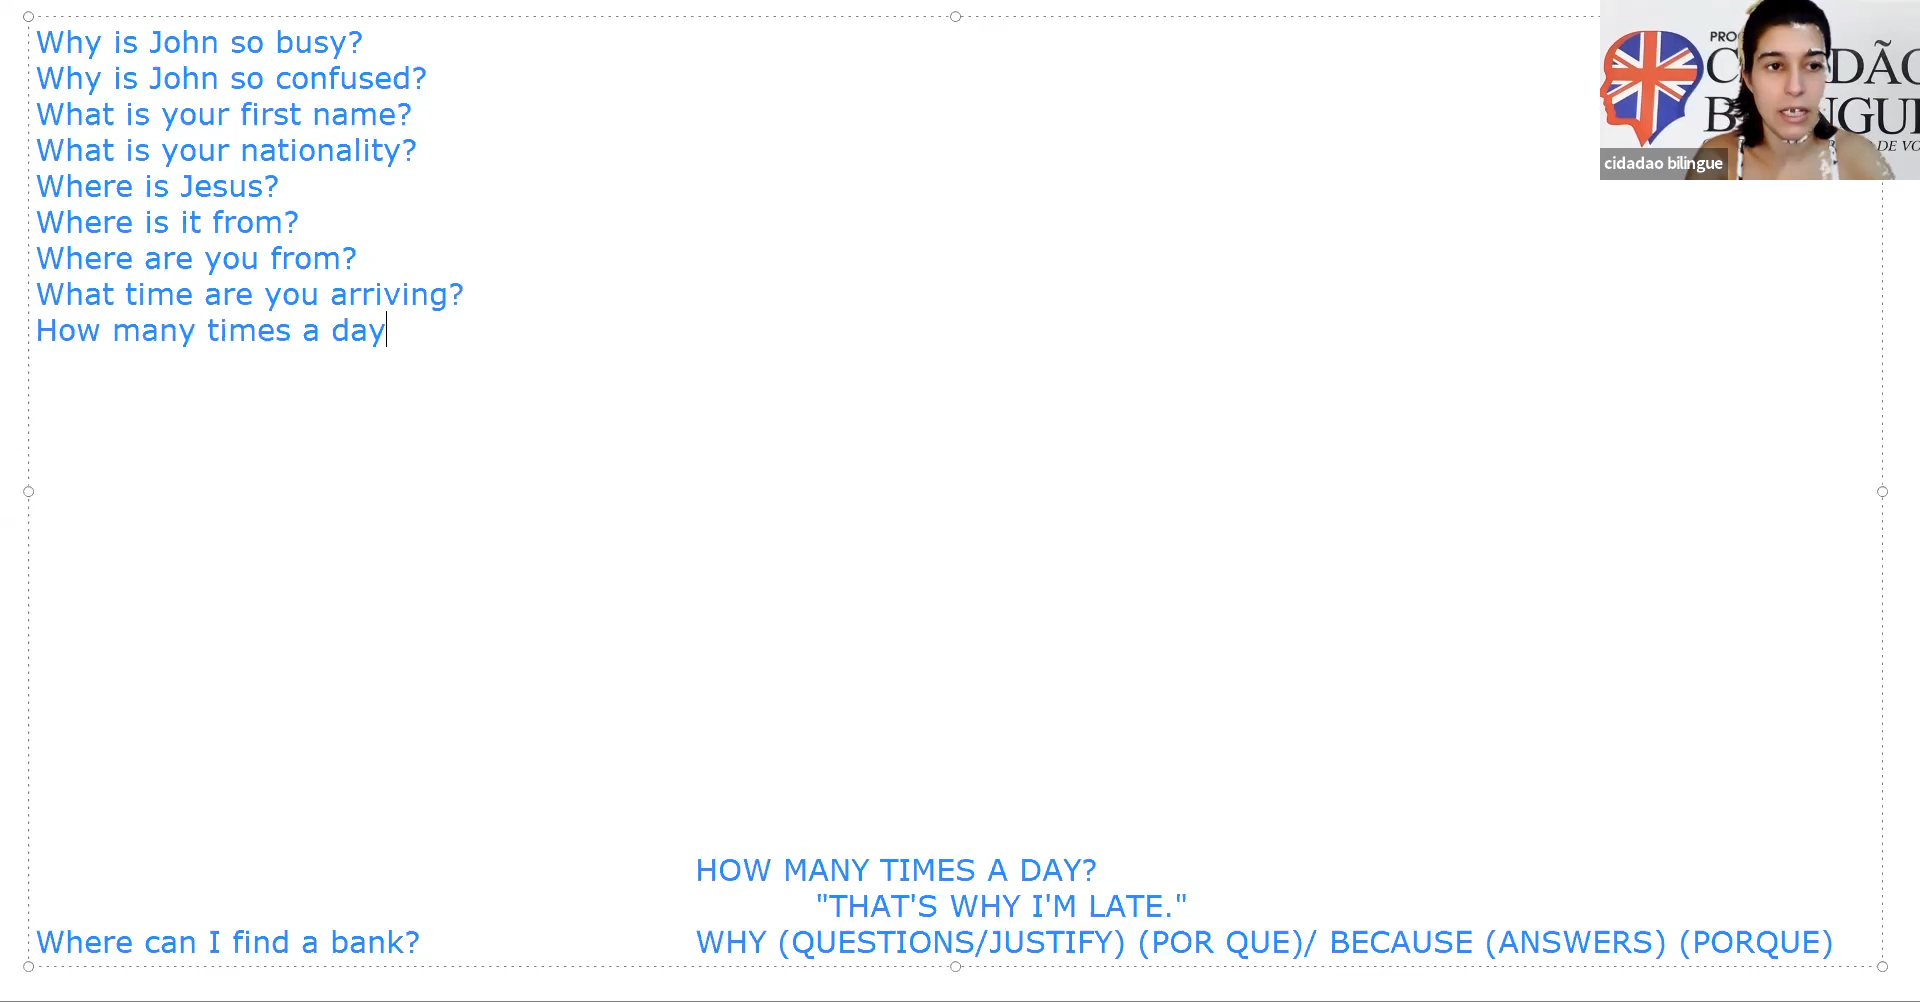 Why is John so busy?
Why is John so confused?
What is your first name?
What is your nationality?
Where is Jesus?
Where is it from?
Where are you from?
What time are you arriving?
How many times a day
HOW MANY TIMES A DAY?
"THAT'S WHY I'M LATE."
Where can I find a bank? WHY (QUESTIONS/JUSTIFY) (POR QUE)/ BECAUSE (ANSWERS) (PORQUE)
PRO
cidadao bilingue
DE VO